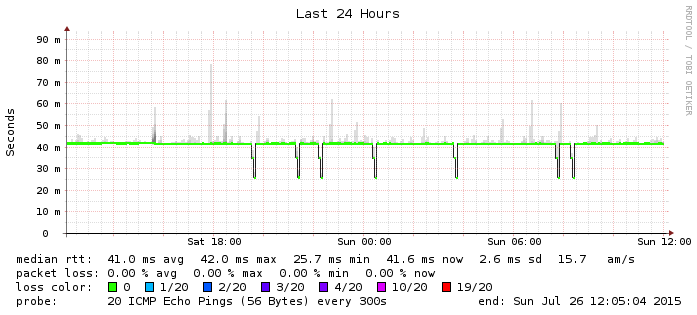 Last 24 Hours
RRDTOOL / TOBI OETIKER
Seconds
90 m
80 m
70 m
60 m
50 m
40 m
30 m
20 m
10 m
0
Sat 18:00 Sun 00:00 Sun 06:00 Sun 12:00
median rtt: 41.0 ms avg 42.0 ms max 25.7 ms min 41.6 ms now 2.6 ms sd 15.7 am/s
packet loss: 0.00 % avg 0.00 % max 0.00 % min 0.00 % now
loss color: 0 1/20 2/20 3/20 4/20 10/20 19/20
probe: 20 ICMP Echo Pings (56 Bytes) every 300s end: Sun Jul 26 12:05:04 2015